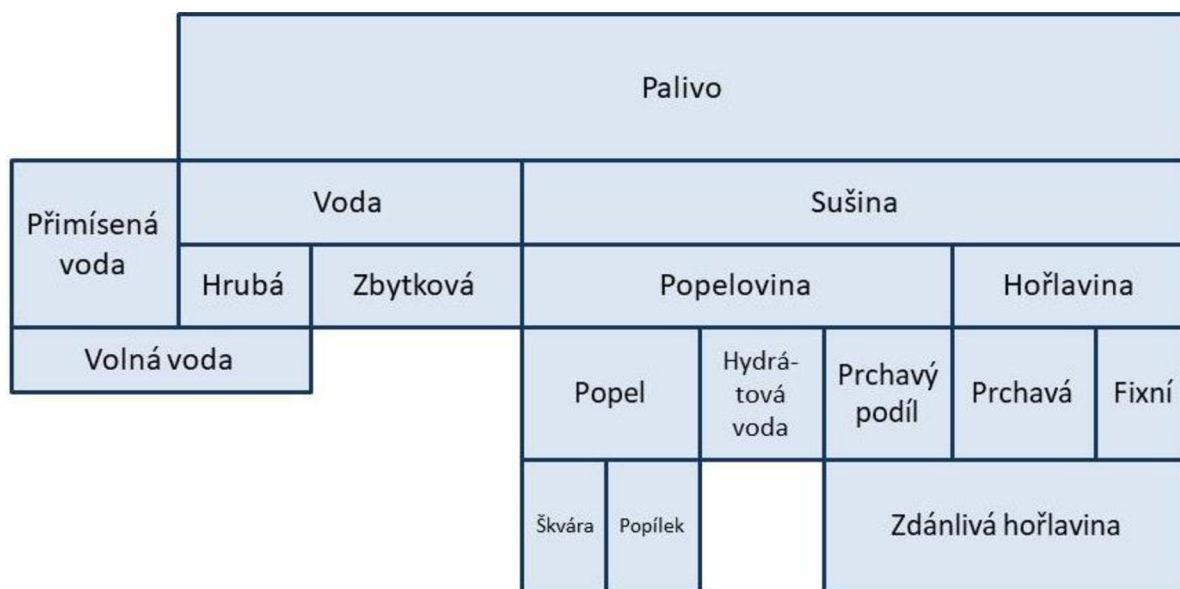 Palivo
Přimísená
voda
Voda
Sušina
Hrubá
Zbytková
Popelovina
Hořlavina
Volná voda
Popel
Hydrá-
tová
voda
Prchavý
podíl
Prchavá
Fixní
Škvára
Popílek
Zdánlivá hořlavina